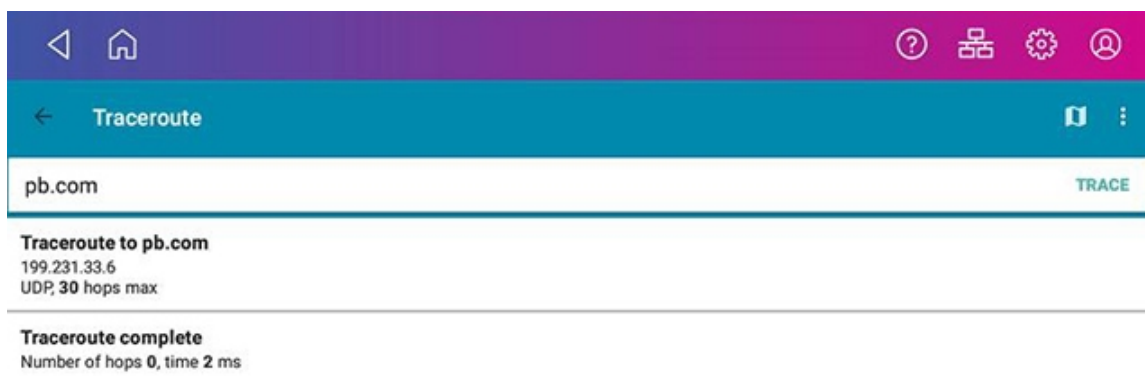 Traceroute
pb.com TRACE
Traceroute to pb.com
199.231.33.6
UDP, 30 hops max
Traceroute complete
Number of hops 0, time 2 ms